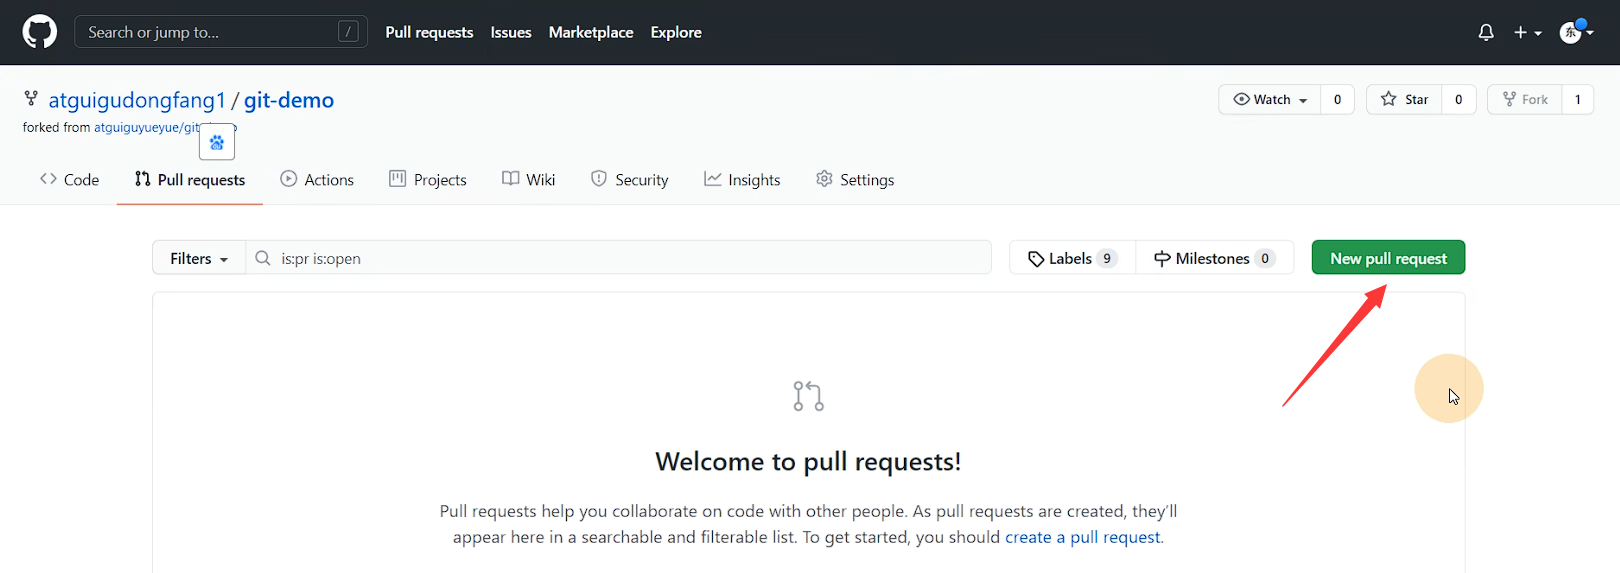 Search or jump to... / Pull requests Issues Marketplace Explore 东
atguigudongfang1 / git-demo Watch 0 Star 0 Fork 1
forked from atguiguyueyue/git
Code Pull requests Actions Projects Wiki Security Insights Settings
Filters is:pr is:open Labels 9 Milestones 0 New pull request
Welcome to pull requests!
Pull requests help you collaborate on code with other people. As pull requests are created, they'll
appear here in a searchable and filterable list. To get started, you should create a pull request.